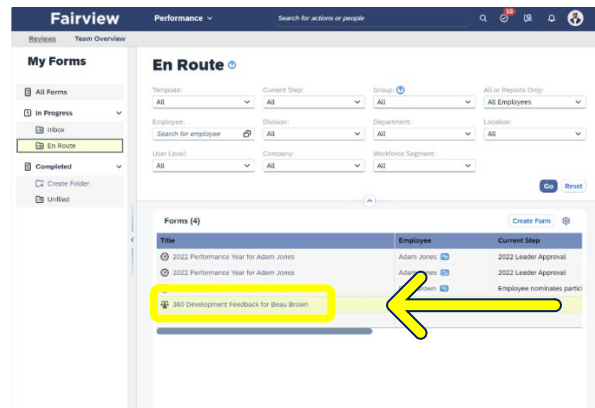 Fairview
Performance
Search for actions or people
19
Reviews Team Overview
My Forms
All Forms
In Progress
Inbox
En Route
Completed
Create Folder
Unfiled
En Route
Template: Current Step: Group: All or Reports Only:
All All All All Employees
Employee: Division: Department: Location:
Search for employee All All All
User Level: Company: Workforce Segment:
All All All
Go Reset
Forms (4)
Create Form
Title Employee Current Step
2022 Performance Year for Adam Jones Adam Jones 2022 Leader Approval
2022 Performance Year for Adam Jones Adam Jones 2022 Leader Approval
Employee nominates partici
360 Development Feedback for Beau Brown